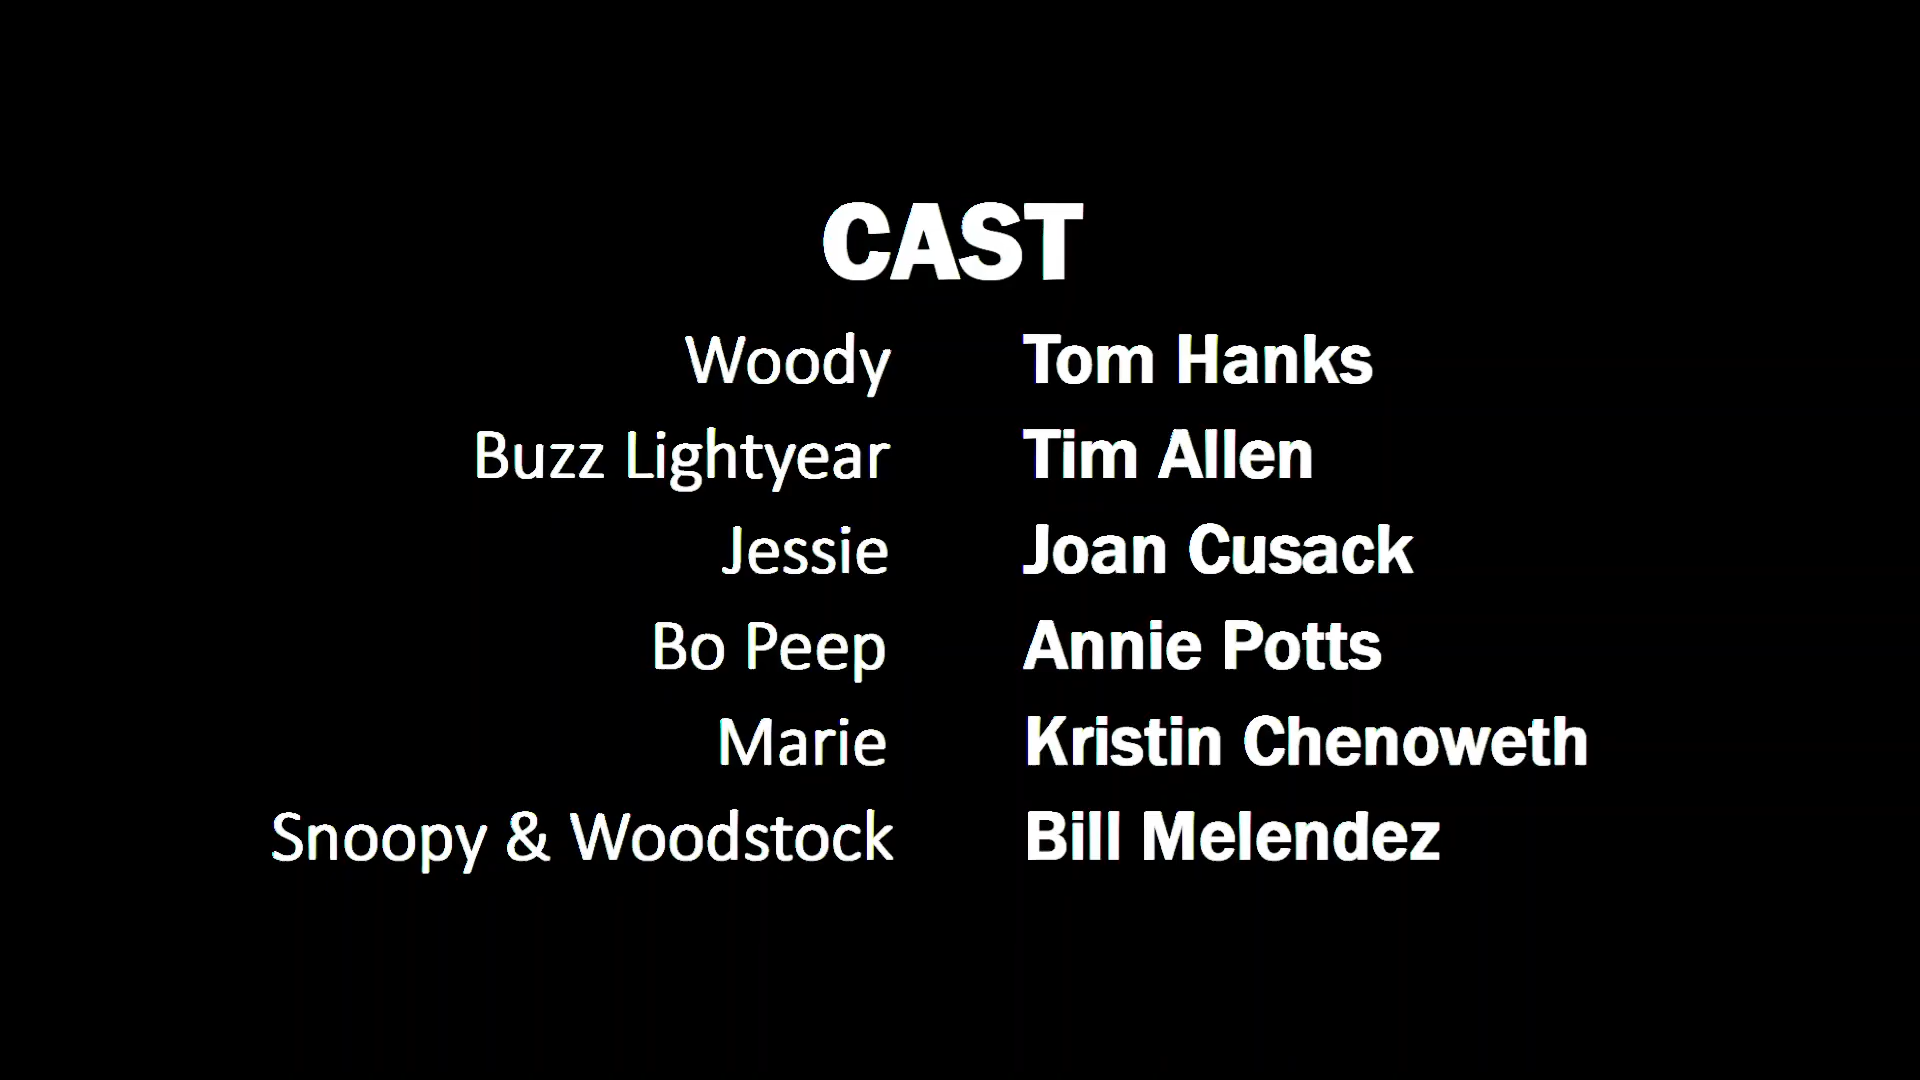 CAST
Woody Tom Hanks
Buzz Lightyear Tim Allen
Jessie Joan Cusack
Bo Peep Annie Potts
Marie Kristin Chenoweth
Snoopy & Woodstock Bill Melendez